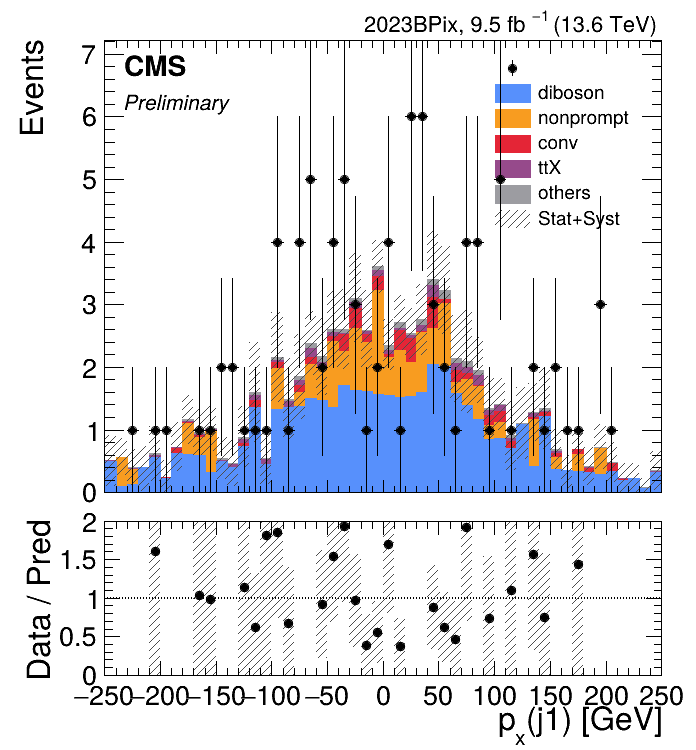 2023BPix, 9.5 fb⁻¹ (13.6 TeV)
Events
7
6
5
4
3
2
1
0
CMS
Preliminary
diboson
nonprompt
conv
ttX
others
Stat+Syst
Data / Pred
2
1.5
1
0.5
0
−250 −200 −150 −100 −50 0 50 100 150 200 250
pₓ(j1) [GeV]